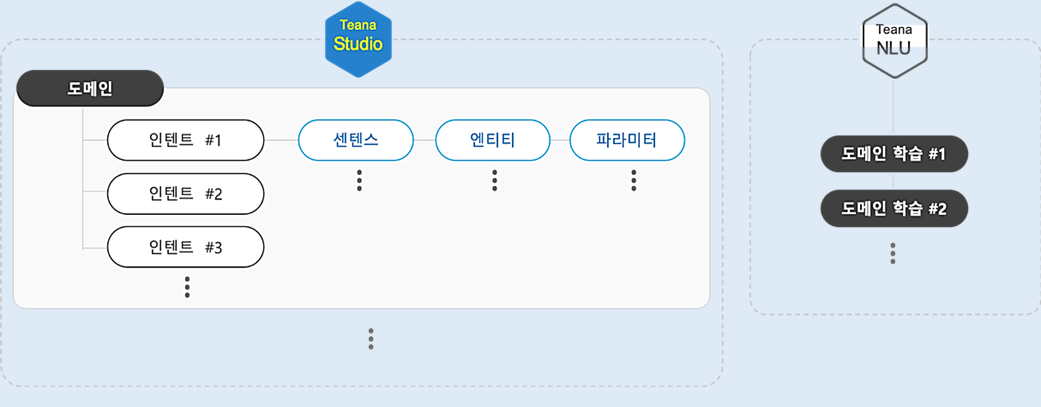 Teana
Studio
도메인
인텐트 #1
센텐스
엔티티
파라미터
인텐트 #2
인텐트 #3
Teana
NLU
도메인 학습 #1
도메인 학습 #2